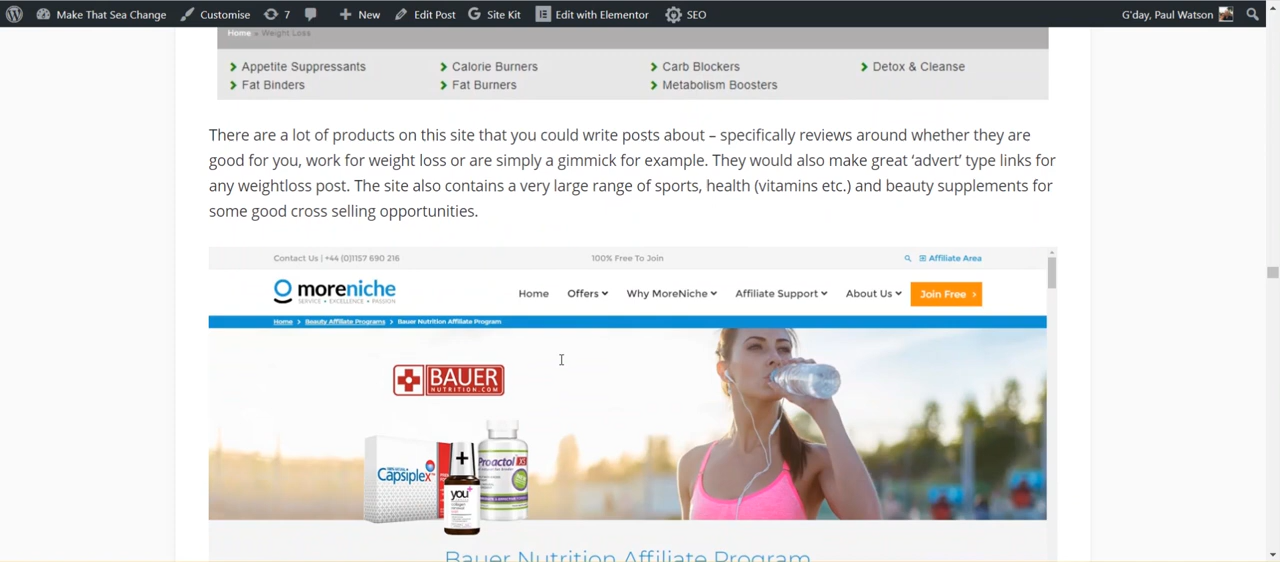 Make That Sea Change Customise 7 New Edit Post Site Kit Edit with Elementor SEO G'day, Paul Watson
Home » Weight Loss
Appetite Suppressants Calorie Burners Carb Blockers Detox & Cleanse
Fat Binders Fat Burners Metabolism Boosters
There are a lot of products on this site that you could write posts about – specifically reviews around whether they are
good for you, work for weight loss or are simply a gimmick for example. They would also make great ‘advert’ type links for
any weightloss post. The site also contains a very large range of sports, health (vitamins etc.) and beauty supplements for
some good cross selling opportunities.
Contact Us | +44 (0)1157 690 216 100% Free To Join Affiliate Area
moreniche Home Offers Why MoreNiche Affiliate Support About Us Join Free >
SERVICE • EXCELLENCE • PASSION
Home > Beauty Affiliate Programs > Bauer Nutrition Affiliate Program
BAUER
NUTRITION.COM
Proactol XS
Capsiplex
you+
Bauer Nutrition Affiliate Program